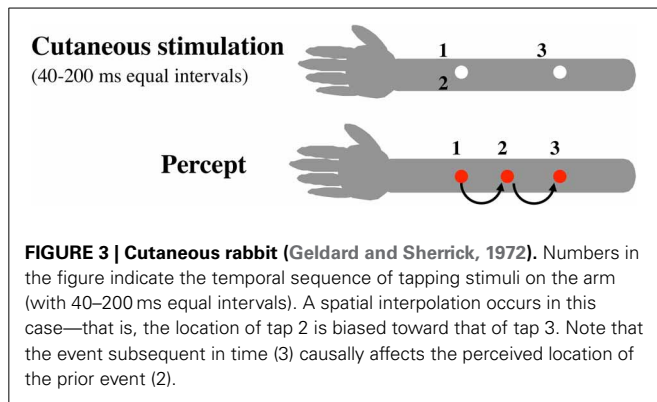 Cutaneous stimulation
(40-200 ms equal intervals)
1
3
2
Percept
1
2
3
FIGURE 3 | Cutaneous rabbit (Geldard and Sherrick, 1972). Numbers in
the figure indicate the temporal sequence of tapping stimuli on the arm
(with 40–200 ms equal intervals). A spatial interpolation occurs in this
case—that is, the location of tap 2 is biased toward that of tap 3. Note that
the event subsequent in time (3) causally affects the perceived location of
the prior event (2).